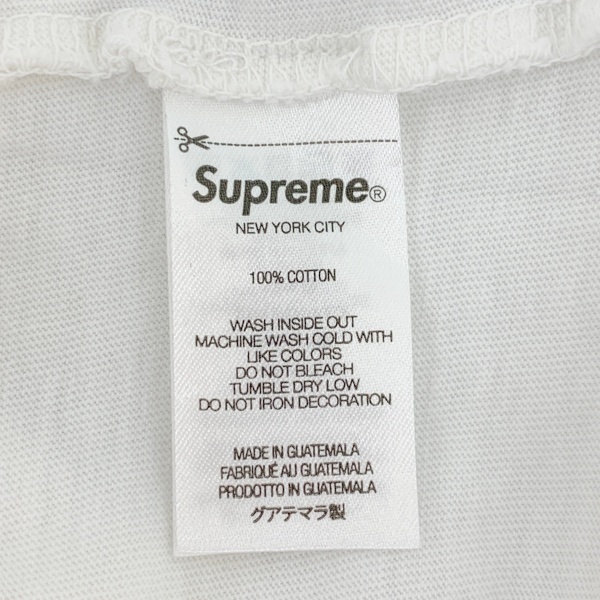 Supreme®
NEW YORK CITY
100% COTTON
WASH INSIDE OUT
MACHINE WASH COLD WITH
LIKE COLORS
DO NOT BLEACH
TUMBLE DRY LOW
DO NOT IRON DECORATION
MADE IN GUATEMALA
FABRIQUÉ AU GUATEMALA
PRODOTTO IN GUATEMALA
グアテマラ製